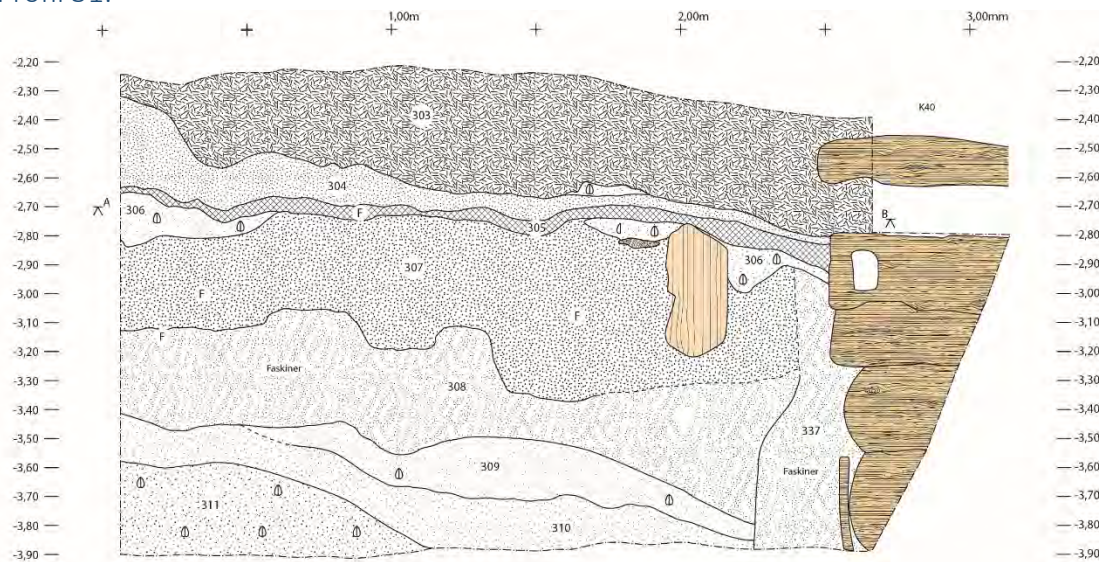 1,00m 2,00m 3,00mm
-2,20 -2,20
-2,30 -2,30
K40
-2,40 303 -2,40
-2,50 -2,50
-2,60 304 -2,60
-2,70 A 306 F B -2,70
-2,80 305 -2,80
-2,90 307 306 -2,90
-3,00 F -3,00
-3,10 F -3,10
F
-3,20 -3,20
Faskiner
-3,30 308 -3,30
-3,40 -3,40
-3,50 337 -3,50
-3,60 309 Faskiner -3,60
-3,70 311 -3,70
-3,80 310 -3,80
-3,90 -3,90